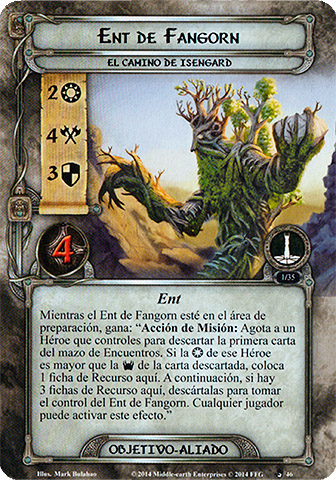 Ent de Fangorn
El Camino de Isengard
2
4
3
4
1/35
Ent
Mientras el Ent de Fangorn esté en el área de
preparación, gana: “Acción de Misión: Agota a un
Héroe que controles para descartar la primera carta
del mazo de Encuentros. Si la de ese Héroe
es mayor que la de la carta descartada, coloca
1 ficha de Recurso aquí. A continuación, si hay
3 fichas de Recurso aquí, descártalas para tomar
el control del Ent de Fangorn. Cualquier jugador
puede activar este efecto.”
Objetivo-Aliado
Illus. Mark Bulahao © 2014 Middle-earth Enterprises © 2014 FFG 46